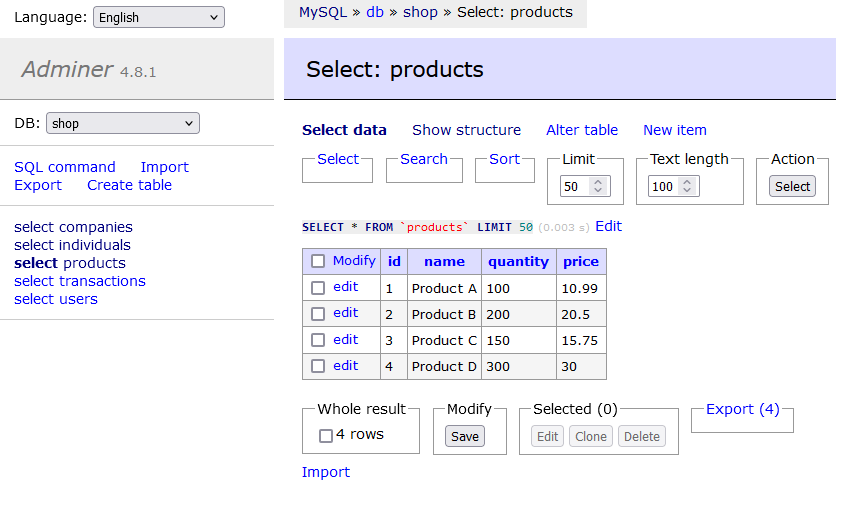 Language: English
MySQL » db » shop » Select: products
Adminer 4.8.1
Select: products
DB: shop
Select data Show structure Alter table New item
SQL command Import
Export Create table
Select Search Sort Limit Text length Action
50 100 Select
select companies
select individuals
select products
select transactions
select users
SELECT * FROM `products` LIMIT 50 (0.003 s) Edit
Modify id name quantity price
edit 1 Product A 100 10.99
edit 2 Product B 200 20.5
edit 3 Product C 150 15.75
edit 4 Product D 300 30
Whole result Modify Selected (0) Export (4)
4 rows Save Edit Clone Delete
Import